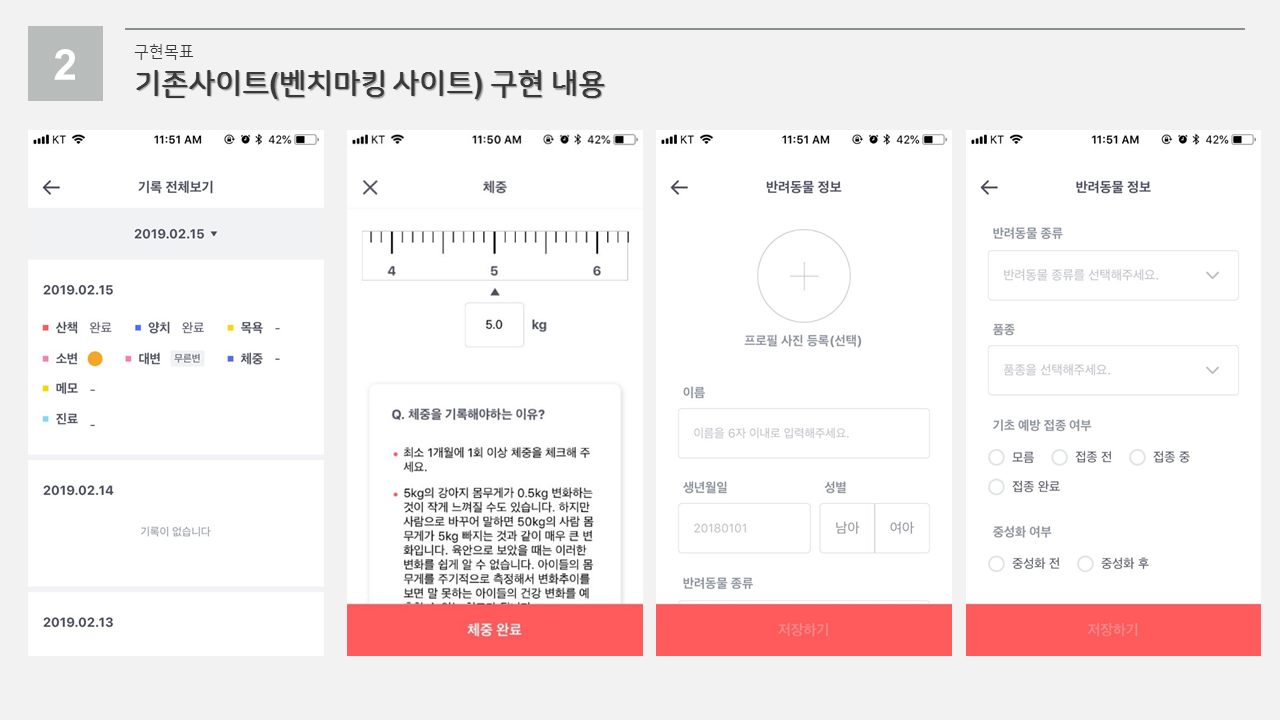 2
구현목표
기존사이트(벤치마킹 사이트) 구현 내용
KT 11:51 AM 42%
기록 전체보기
2019.02.15 ▼
2019.02.15
산책 완료 양치 완료 목욕 -
소변 대변 무른변 체중 -
메모 -
진료 -
2019.02.14
기록이 없습니다
2019.02.13
KT 11:50 AM 42%
체중
4 5 6
5.0 kg
Q. 체중을 기록해야하는 이유?
최소 1개월에 1회 이상 체중을 체크해 주
세요.
5kg의 강아지 몸무게가 0.5kg 변화하는
것이 작게 느껴질 수도 있습니다. 하지만
사람으로 바꾸어 말하면 50kg의 사람 몸
무게가 5kg 빠지는 것과 같이 매우 큰 변
화입니다. 육안으로 보았을 때는 이러한
변화를 쉽게 알 수 없습니다. 아이들의 몸
무게를 주기적으로 측정해서 변화추이를
보면 말 못하는 아이들의 건강 변화를 예
체중 완료
KT 11:51 AM 42%
반려동물 정보
프로필 사진 등록(선택)
이름
이름을 6자 이내로 입력해주세요.
생년월일 성별
20180101 남아 여아
반려동물 종류
저장하기
KT 11:51 AM 42%
반려동물 정보
반려동물 종류
반려동물 종류를 선택해주세요.
품종
품종을 선택해주세요.
기초 예방 접종 여부
모름 접종 전 접종 중
접종 완료
중성화 여부
중성화 전 중성화 후
저장하기